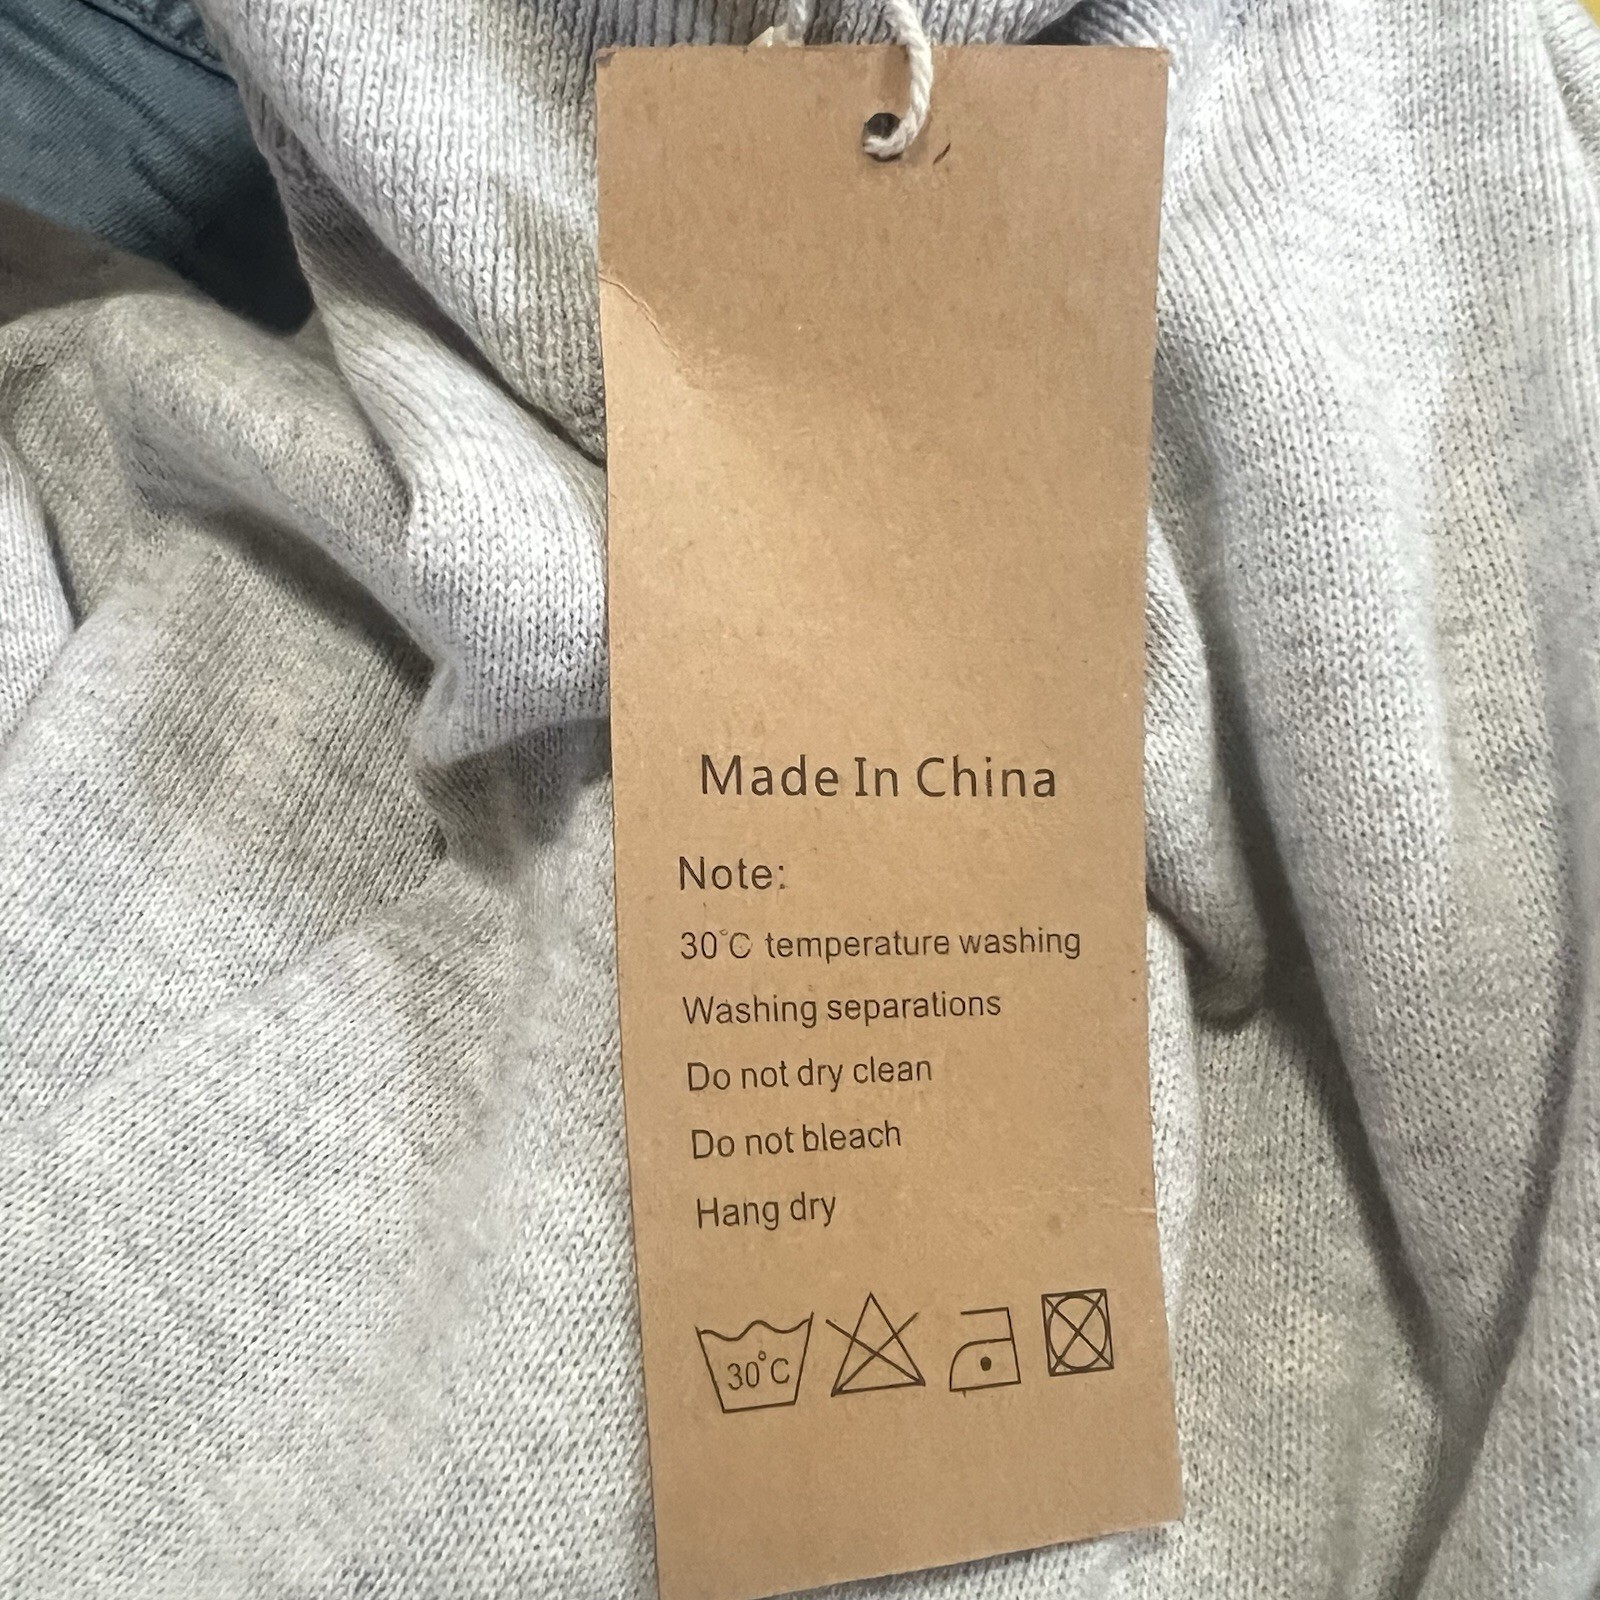 Made In China
Note:
30°C temperature washing
Washing separations
Do not dry clean
Do not bleach
Hang dry
30°C